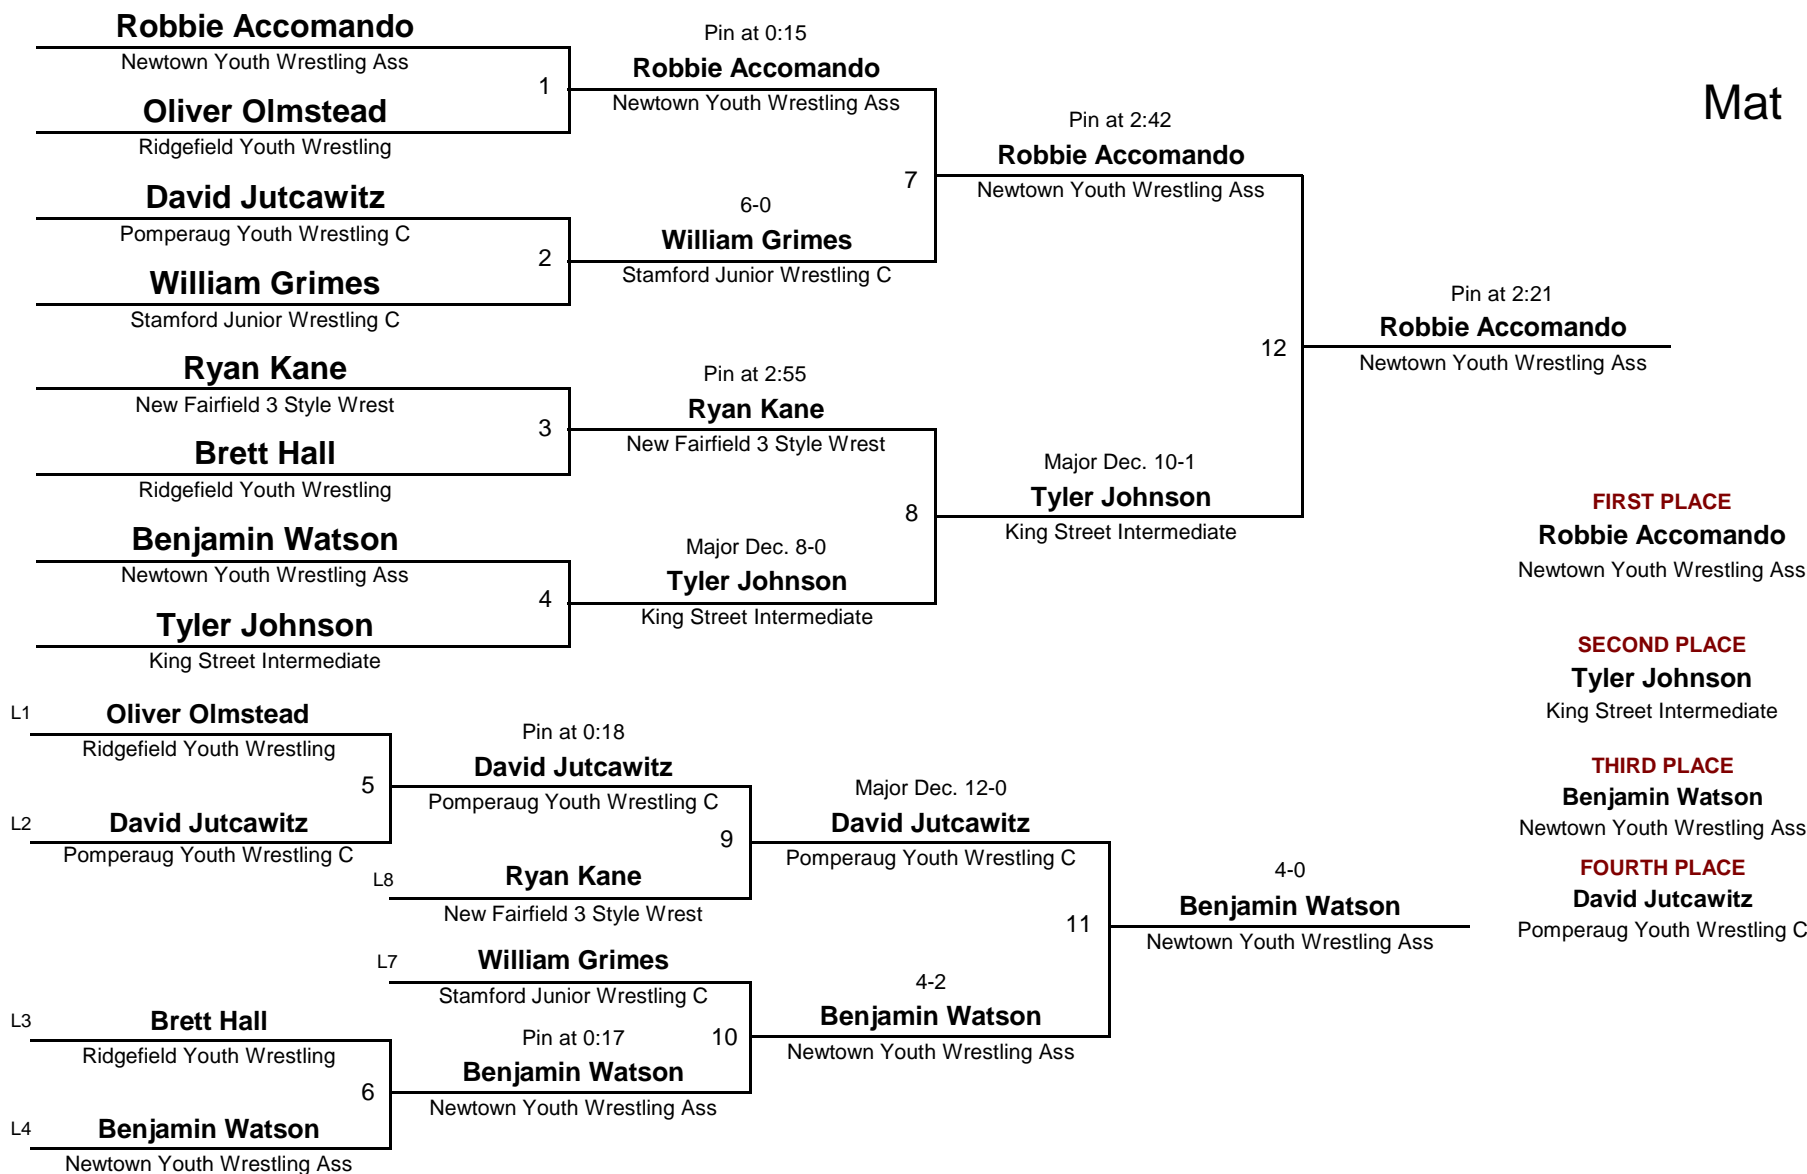 Robbie Accomando
Newtown Youth Wrestling Ass
1
Oliver Olmstead
Ridgefield Youth Wrestling
David Jutcawitz
Pomperaug Youth Wrestling C
2
William Grimes
Stamford Junior Wrestling C
Ryan Kane
New Fairfield 3 Style Wrest
3
Brett Hall
Ridgefield Youth Wrestling
Benjamin Watson
Newtown Youth Wrestling Ass
4
Tyler Johnson
King Street Intermediate
Pin at 0:15
Robbie Accomando
Newtown Youth Wrestling Ass
7
6-0
William Grimes
Stamford Junior Wrestling C
Pin at 2:55
Ryan Kane
New Fairfield 3 Style Wrest
8
Major Dec. 8-0
Tyler Johnson
King Street Intermediate
Pin at 2:42
Robbie Accomando
Newtown Youth Wrestling Ass
12
Major Dec. 10-1
Tyler Johnson
King Street Intermediate
Mat
Pin at 2:21
Robbie Accomando
Newtown Youth Wrestling Ass
FIRST PLACE
Robbie Accomando
Newtown Youth Wrestling Ass
SECOND PLACE
Tyler Johnson
King Street Intermediate
THIRD PLACE
Benjamin Watson
Newtown Youth Wrestling Ass
FOURTH PLACE
David Jutcawitz
Pomperaug Youth Wrestling C
L1 Oliver Olmstead
Ridgefield Youth Wrestling
5
L2 David Jutcawitz
Pomperaug Youth Wrestling C
L3 Brett Hall
Ridgefield Youth Wrestling
6
L4 Benjamin Watson
Newtown Youth Wrestling Ass
Pin at 0:18
David Jutcawitz
Pomperaug Youth Wrestling C
9
L8 Ryan Kane
New Fairfield 3 Style Wrest
L7 William Grimes
Stamford Junior Wrestling C
Pin at 0:17
10
Benjamin Watson
Newtown Youth Wrestling Ass
Major Dec. 12-0
David Jutcawitz
Pomperaug Youth Wrestling C
11
4-2
Benjamin Watson
Newtown Youth Wrestling Ass
4-0
Benjamin Watson
Newtown Youth Wrestling Ass